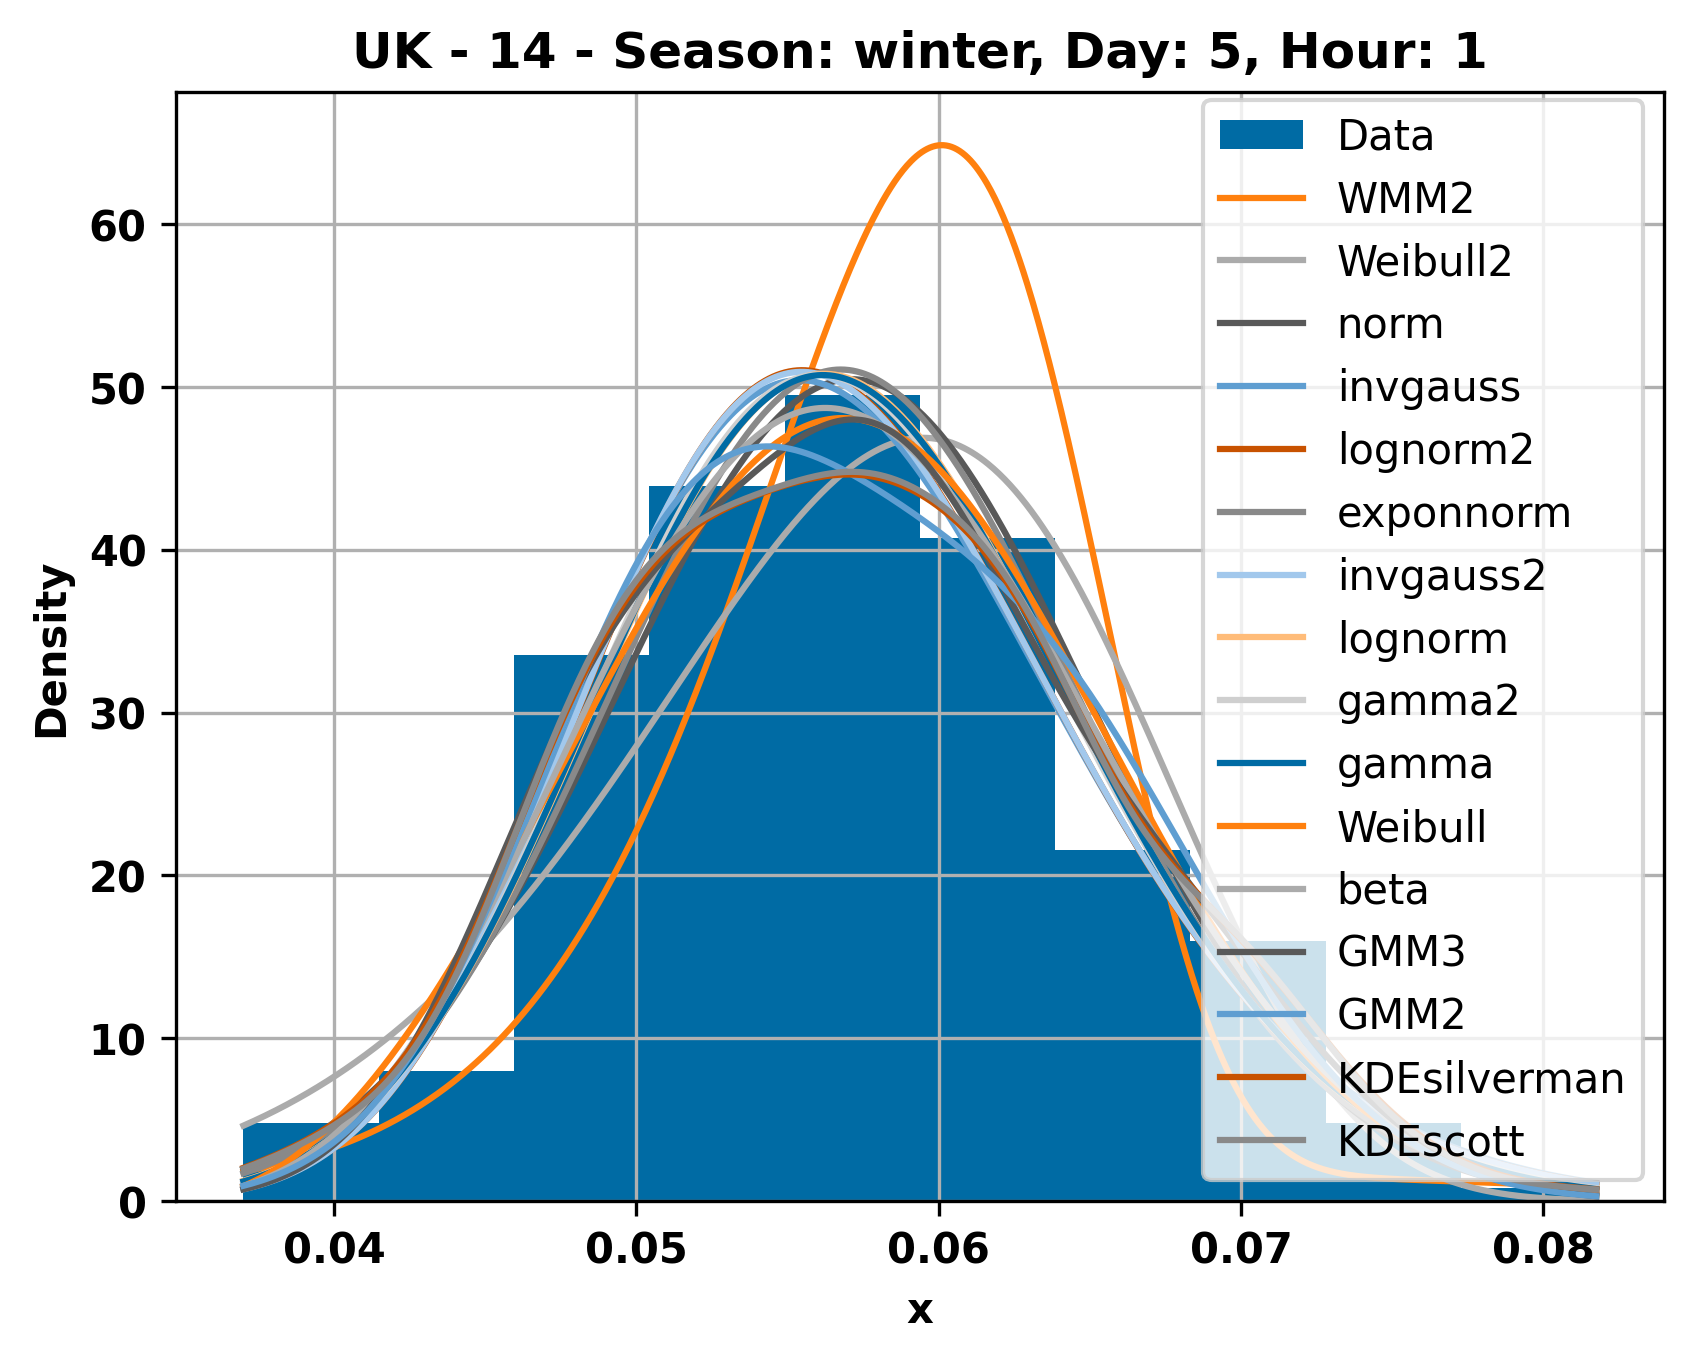 UK - 14 - Season: winter, Day: 5, Hour: 1
Density
60
50
40
30
20
10
0
0.04 0.05 0.06 0.07 0.08
x
Data
WMM2
Weibull2
norm
invgauss
lognorm2
exponnorm
invgauss2
lognorm
gamma2
gamma
Weibull
beta
GMM3
GMM2
KDEsilverman
KDEscott